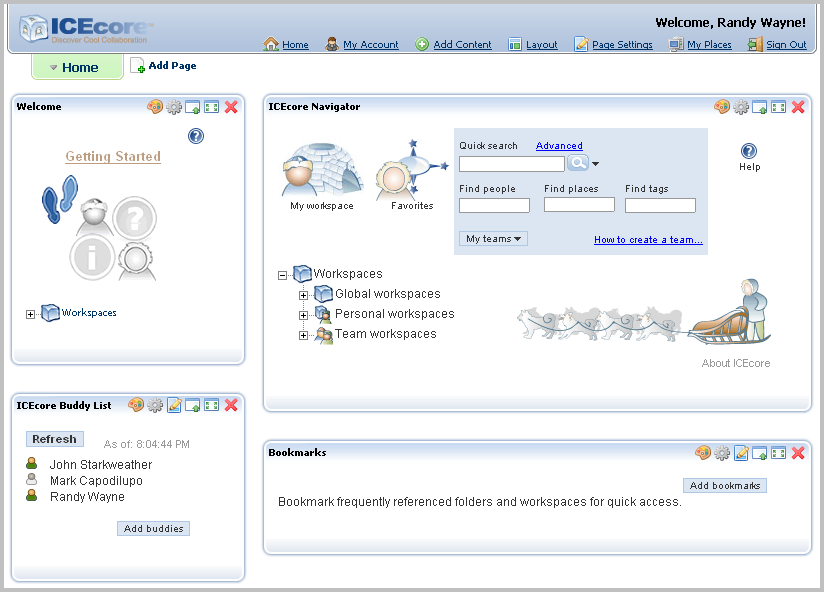 ICEcore™
Discover Cool Collaboration
Welcome, Randy Wayne!
Home My Account Add Content Layout Page Settings My Places Sign Out
Home Add Page
Welcome
Getting Started
Workspaces
ICEcore Navigator
My workspace
Favorites
Quick search Advanced
Find people Find places Find tags
My teams How to create a team...
Help
Workspaces
Global workspaces
Personal workspaces
Team workspaces
About ICEcore
ICEcore Buddy List
Refresh As of: 8:04:44 PM
John Starkweather
Mark Capodilupo
Randy Wayne
Add buddies
Bookmarks
Add bookmarks
Bookmark frequently referenced folders and workspaces for quick access.